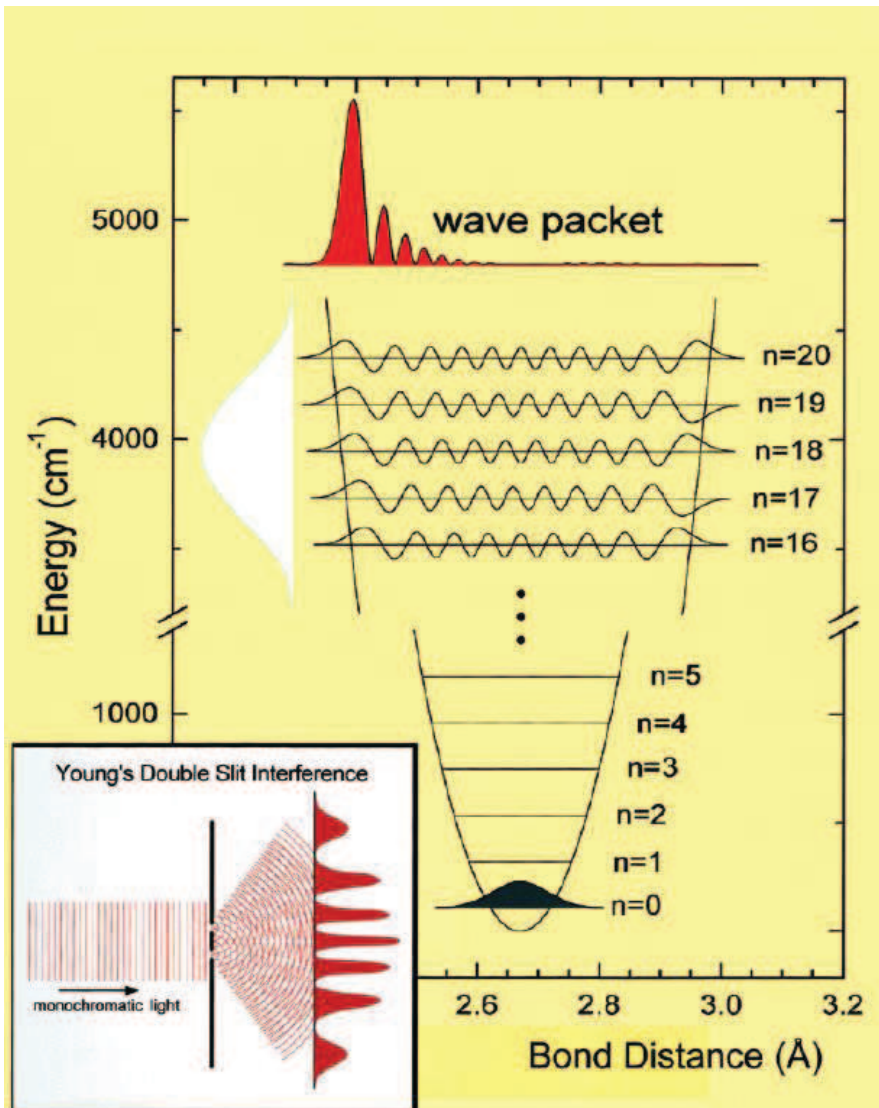 5000
wave packet
n=20
n=19
4000
n=18
n=17
n=16
Energy (cm⁻¹)
n=5
1000
n=4
n=3
n=2
n=1
n=0
Young's Double Slit Interference
monochromatic light
2.6 2.8 3.0 3.2
Bond Distance (Å)